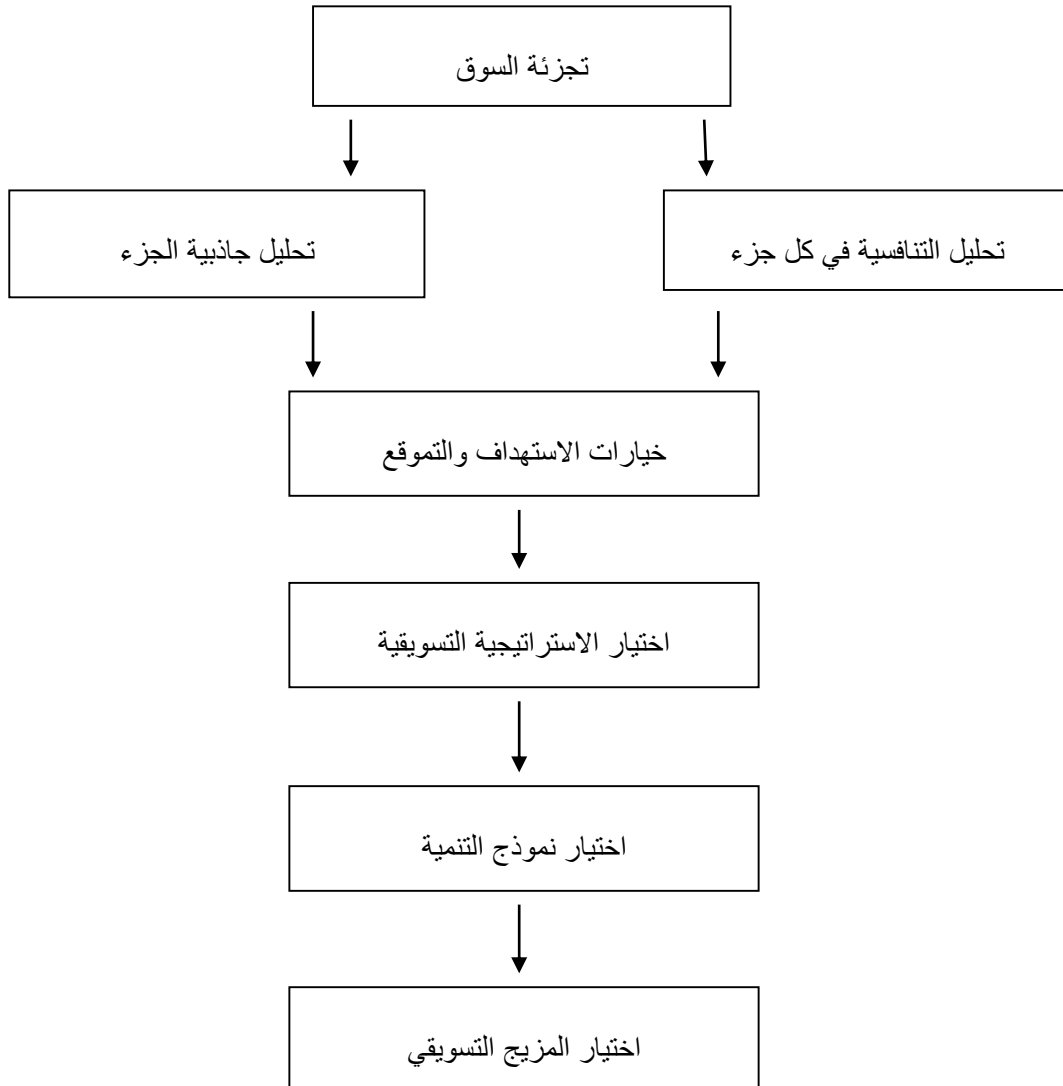 تجزئة السوق
تحليل التنافسية في كل جزء
تحليل جاذبية الجزء
خيارات الاستهداف والتموقع
اختيار الاستراتيجية التسويقية
اختيار نموذج التنمية
اختيار المزيج التسويقي